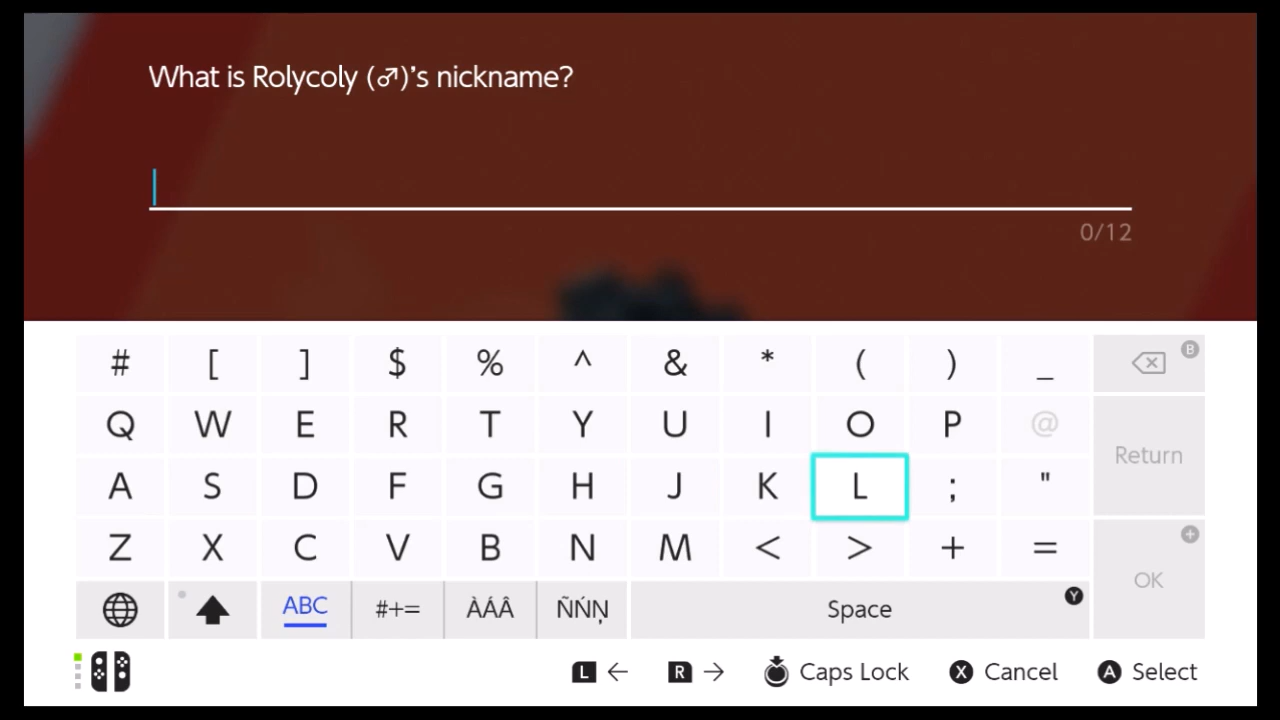 What is Rolycoly (♂)'s nickname?
0/12
# [ ] $ % ^ & * ( ) _ B
Q W E R T Y U I O P @
A S D F G H J K L ; " Return
Z X C V B N M < > + = + OK
ABC #+= ÀÁÂ ÑŃŅ Space Y
L ← R → Caps Lock X Cancel A Select